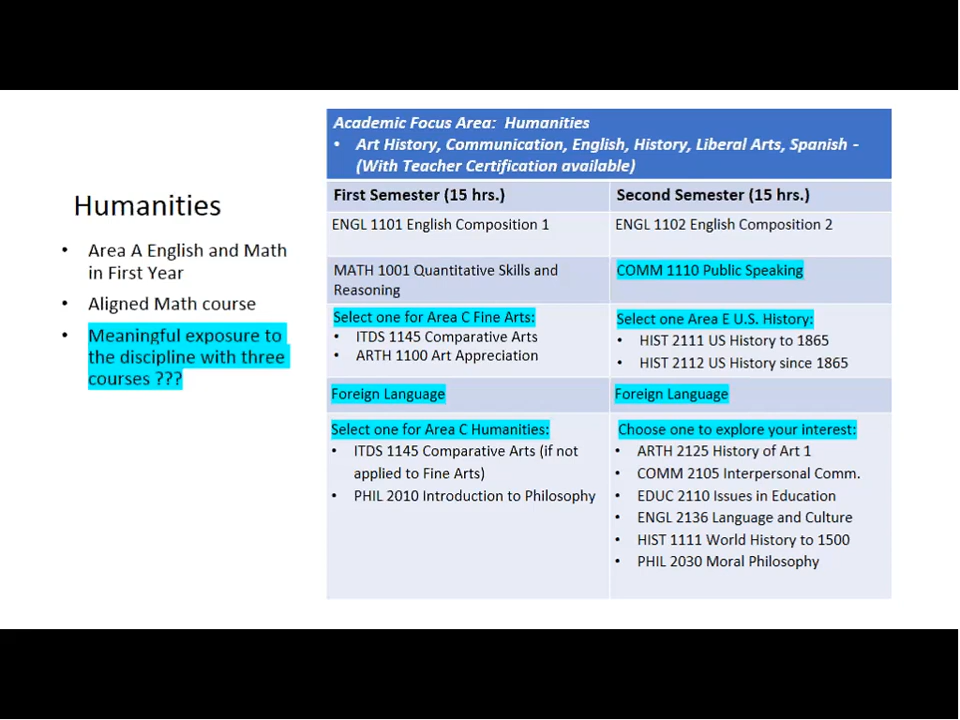 Humanities
• Area A English and Math
in First Year
• Aligned Math course
• Meaningful exposure to
the discipline with three
courses ???
Academic Focus Area: Humanities
• Art History, Communication, English, History, Liberal Arts, Spanish -
(With Teacher Certification available)
First Semester (15 hrs.)
Second Semester (15 hrs.)
ENGL 1101 English Composition 1
ENGL 1102 English Composition 2
MATH 1001 Quantitative Skills and
Reasoning
COMM 1110 Public Speaking
Select one for Area C Fine Arts:
• ITDS 1145 Comparative Arts
• ARTH 1100 Art Appreciation
Select one Area E U.S. History:
• HIST 2111 US History to 1865
• HIST 2112 US History since 1865
Foreign Language
Foreign Language
Select one for Area C Humanities:
• ITDS 1145 Comparative Arts (if not
applied to Fine Arts)
• PHIL 2010 Introduction to Philosophy
Choose one to explore your interest:
• ARTH 2125 History of Art 1
• COMM 2105 Interpersonal Comm.
• EDUC 2110 Issues in Education
• ENGL 2136 Language and Culture
• HIST 1111 World History to 1500
• PHIL 2030 Moral Philosophy